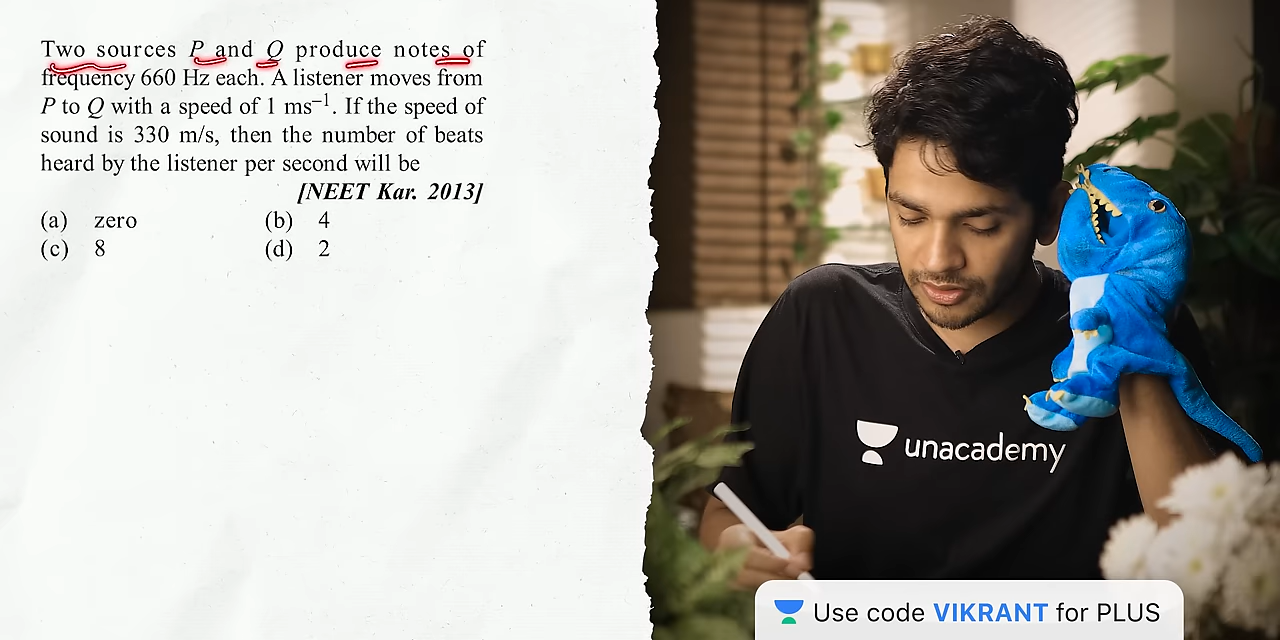 Two sources P and Q produce notes of
frequency 660 Hz each. A listener moves from
P to Q with a speed of 1 ms⁻¹. If the speed of
sound is 330 m/s, then the number of beats
heard by the listener per second will be
[NEET Kar. 2013]
(a) zero (b) 4
(c) 8 (d) 2
unacademy
Use code VIKRANT for PLUS